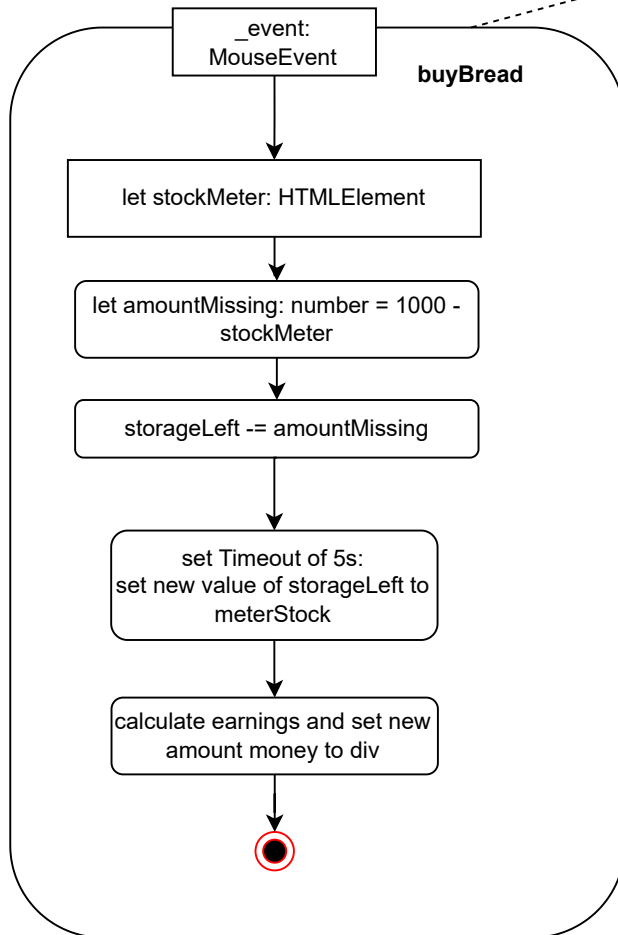 _event:
MouseEvent
buyBread
let stockMeter: HTMLElement
let amountMissing: number = 1000 -
stockMeter
storageLeft -= amountMissing
set Timeout of 5s:
set new value of storageLeft to
meterStock
calculate earnings and set new
amount money to div